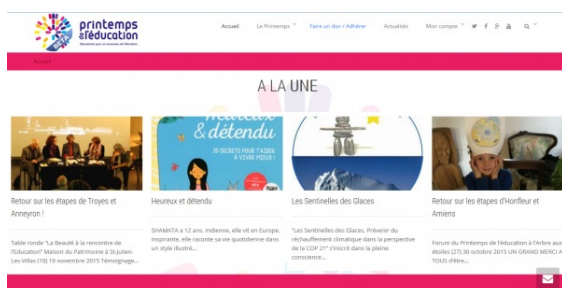 printemps
de l'éducation
Mouvement pour un renouveau de l'éducation
Accueil Le Printemps Faire un don / Adhérer Actualités Mon compte
Accueil
A LA UNE
heureux
& détendu
30 SECRETS POUR T'AIDER
À VIVRE MIEUX !
Retour sur les étapes de Troyes et
Anneyron !
Heureux et détendu
Les Sentinelles des Glaces
Retour sur les étapes d'Honfleur et
Amiens
Table ronde "La Beauté à la rencontre de
l'Education" Maison du Patrimoine à St-Julien-
Les-Villas (10) 19 novembre 2015 Témoignage...
SHAMATA a 12 ans, Indienne, elle vit en Europe.
Inspirante, elle raconte sa vie quotidienne dans
un style illustré...
"Les Sentinelles des Glaces, Prévenir du
réchauffement climatique dans la perspective
de la COP 21" s'inscrit dans la pleine
conscience...
Forum du Printemps de l'éducation à l'Arbre aux
étoiles (27) 30 octobre 2015 UN GRAND MERCI A
TOUS d'être...